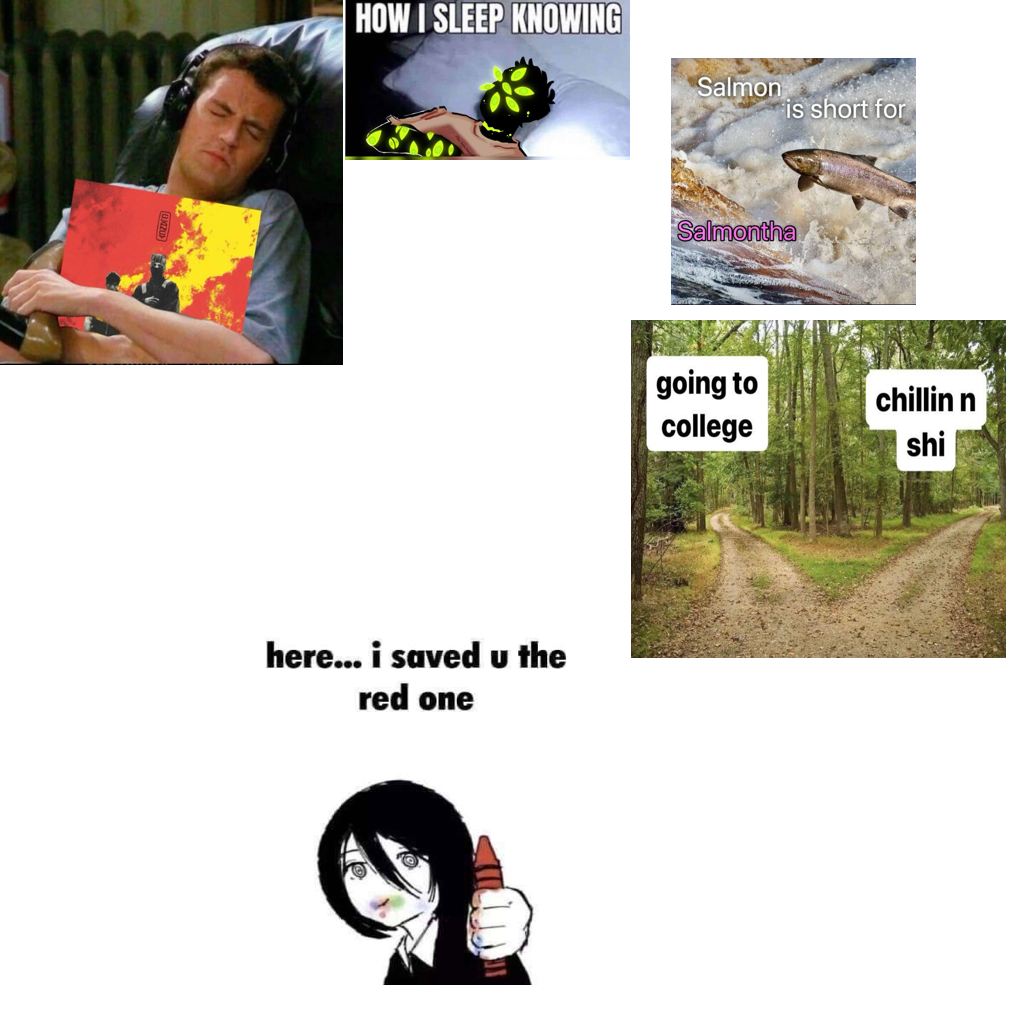 HOW I SLEEP KNOWING
Salmon
is short for
Salmontha
going to
college
chillin n
shi
here... i saved u the
red one